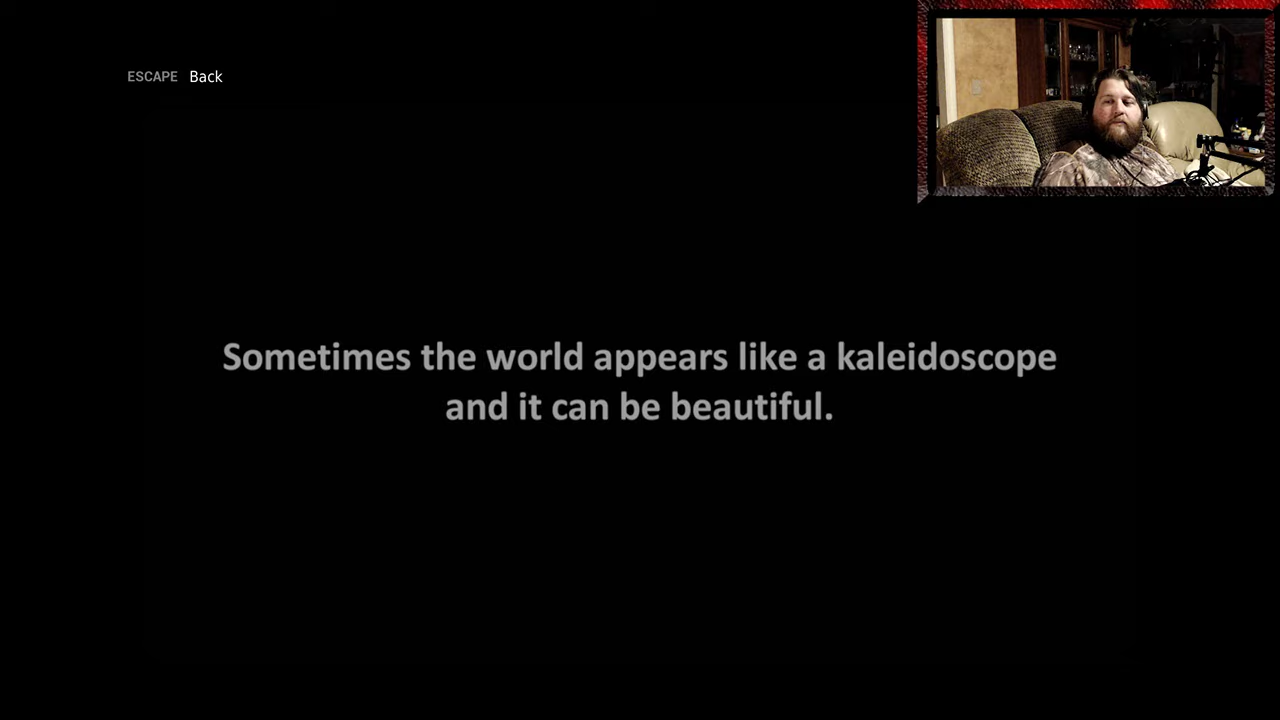 ESCAPE Back
Sometimes the world appears like a kaleidoscope
and it can be beautiful.